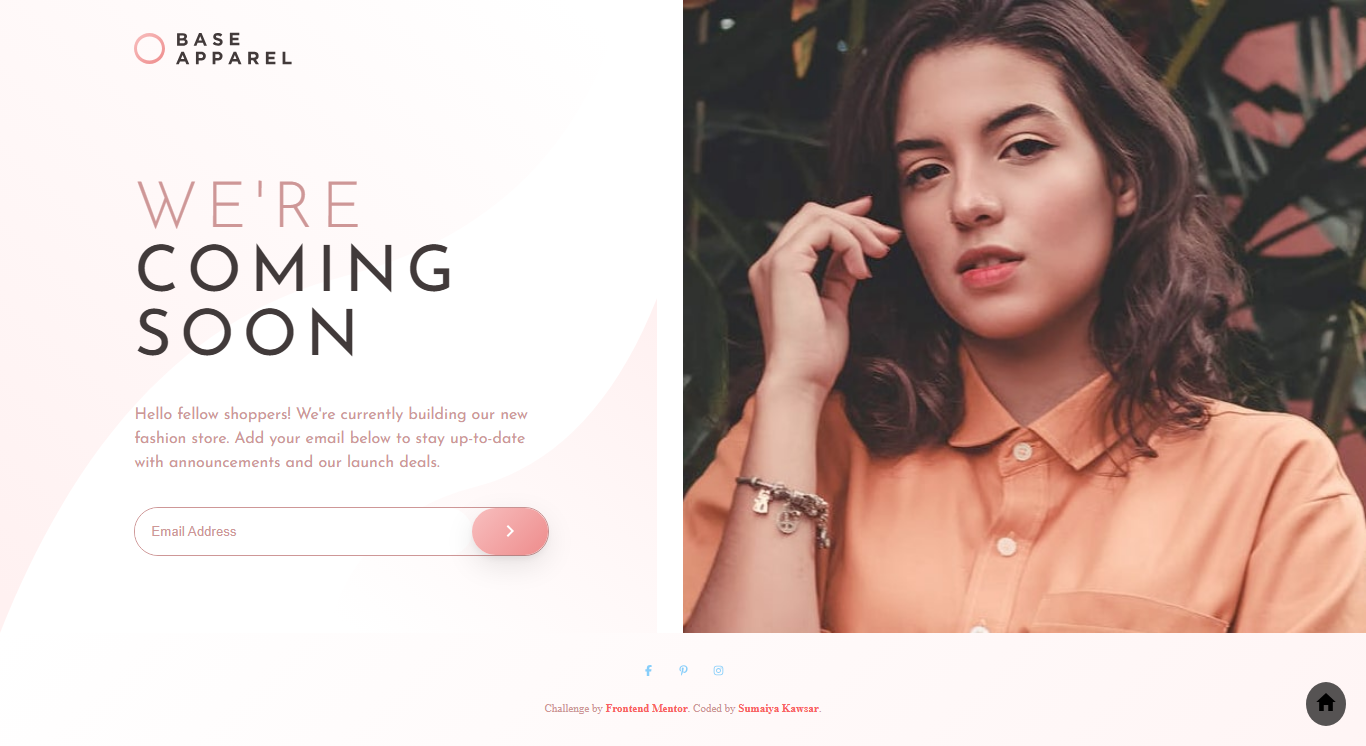 BASE
APPAREL
WE'RE
COMING
SOON
Hello fellow shoppers! We're currently building our new
fashion store. Add your email below to stay up-to-date
with announcements and our launch deals.
Email Address
Challenge by Frontend Mentor. Coded by Sumaiya Kawsar.